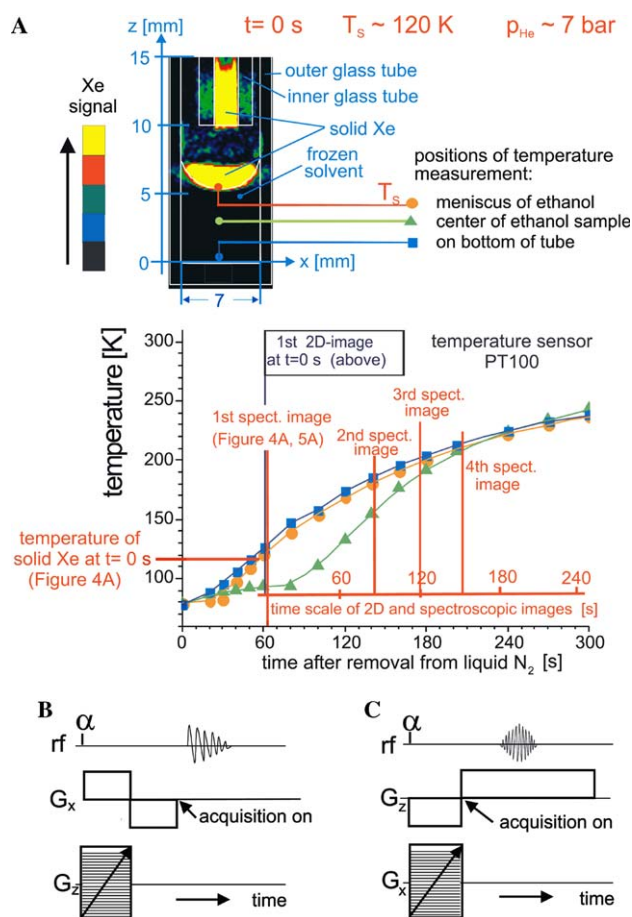 A
t= 0 s T_S ~ 120 K p_He ~ 7 bar
z [mm]
15
10
5
0
x [mm]
7
Xe
signal
outer glass tube
inner glass tube
solid Xe
frozen
solvent
T_S
positions of temperature
measurement:
meniscus of ethanol
center of ethanol sample
on bottom of tube
temperature [K]
300
250
200
150
100
1st 2D-image
at t=0 s (above)
temperature sensor
PT100
1st spect. image
(Figure 4A, 5A)
2nd spect.
image
3rd spect.
image
4th spect.
image
temperature of
solid Xe at t= 0 s
(Figure 4A)
60 120 180 240
time scale of 2D and spectroscopic images [s]
0 60 120 180 240 300
time after removal from liquid N₂ [s]
B
α
rf
G_x
acquisition on
G_z
time
C
α
rf
G_z
acquisition on
G_x
time